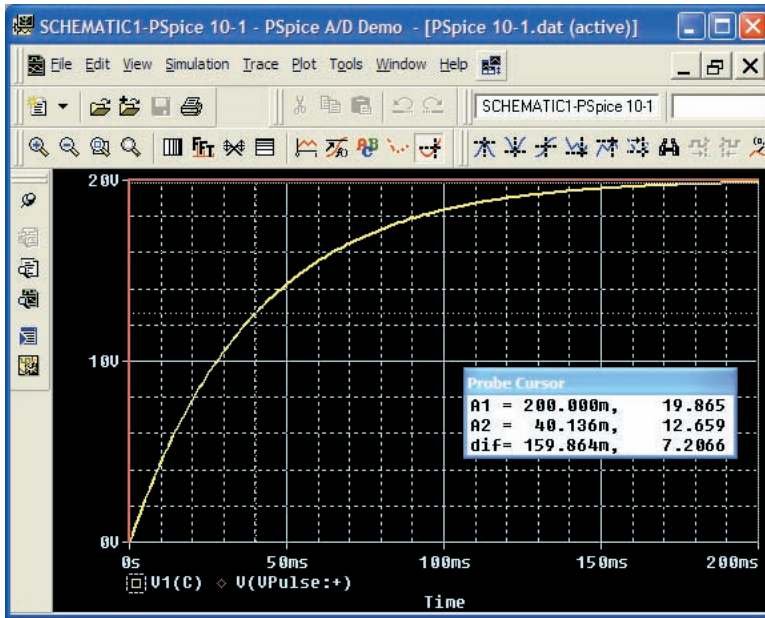 SCHEMATIC1-PSpice 10-1 - PSpice A/D Demo - [PSpice 10-1.dat (active)]
File Edit View Simulation Trace Plot Tools Window Help
SCHEMATIC1-PSpice 10-1
FFT
20V
10V
0V
Probe Cursor
A1 = 200.000m, 19.865
A2 = 40.136m, 12.659
dif= 159.864m, 7.2066
0s 50ms 100ms 150ms 200ms
V1(C) V(VPulse:+)
Time